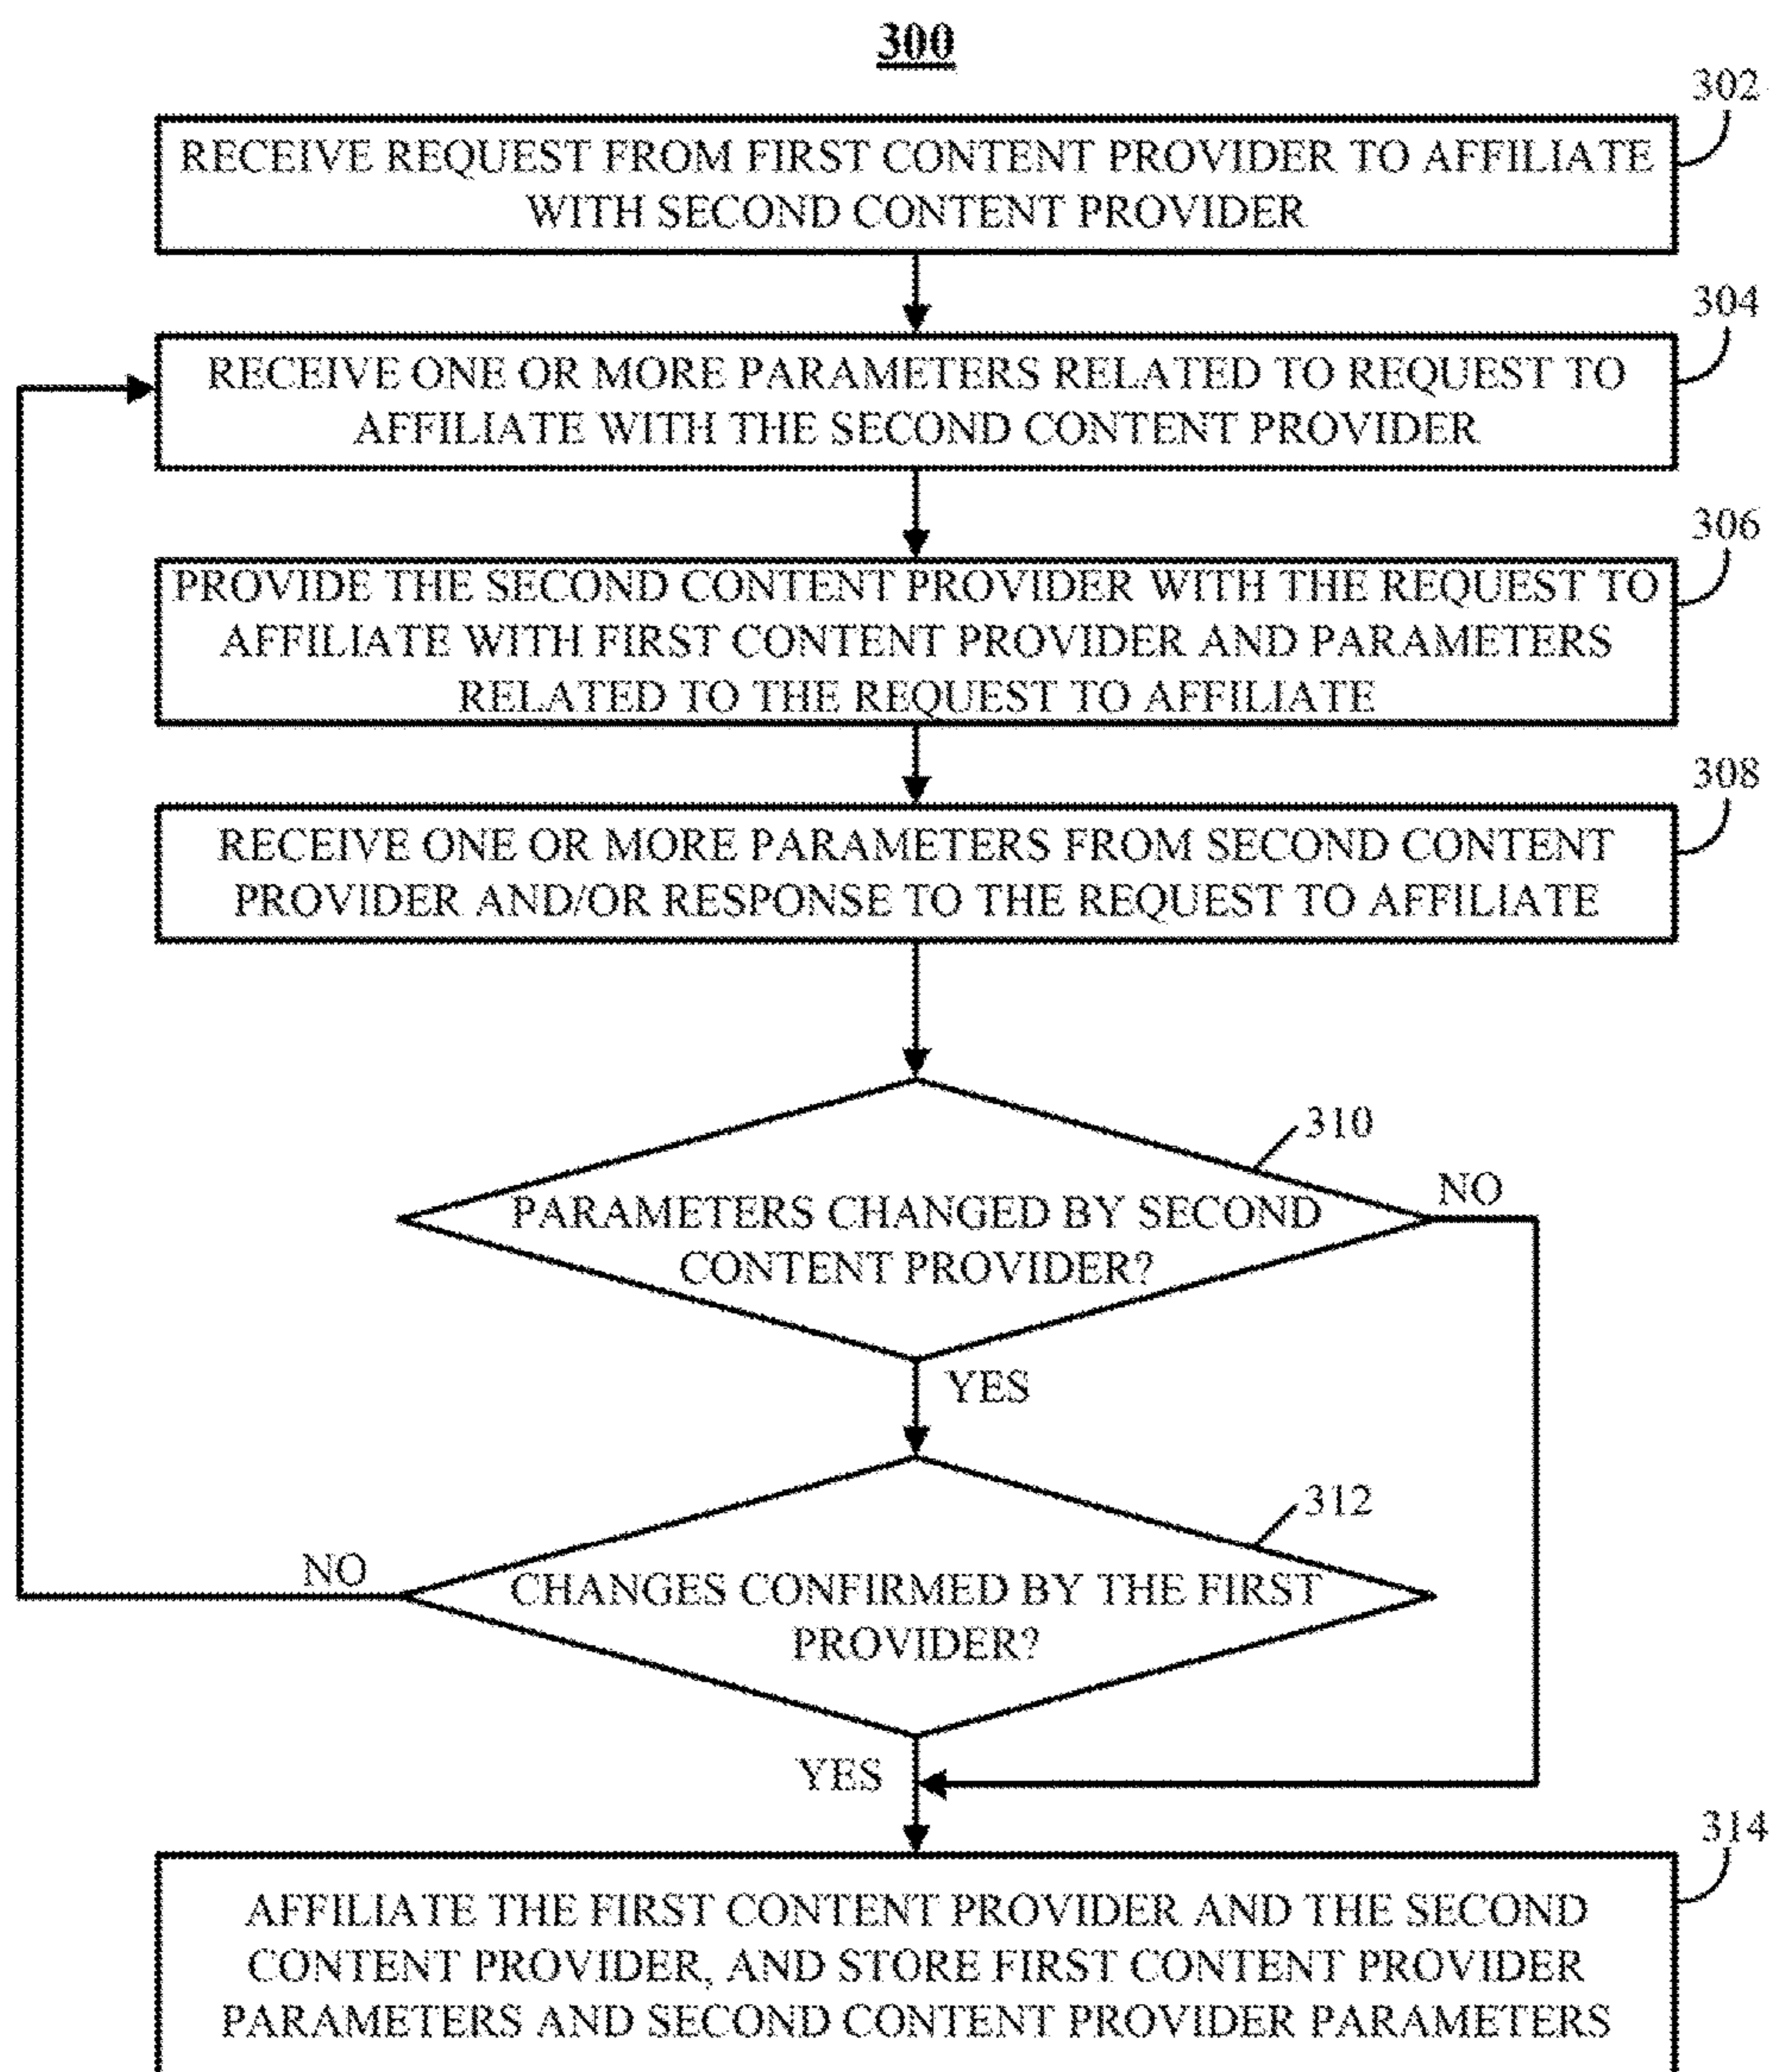 300
302
RECEIVE REQUEST FROM FIRST CONTENT PROVIDER TO AFFILIATE
WITH SECOND CONTENT PROVIDER
304
RECEIVE ONE OR MORE PARAMETERS RELATED TO REQUEST TO
AFFILIATE WITH THE SECOND CONTENT PROVIDER
306
PROVIDE THE SECOND CONTENT PROVIDER WITH THE REQUEST TO
AFFILIATE WITH FIRST CONTENT PROVIDER AND PARAMETERS
RELATED TO THE REQUEST TO AFFILIATE
308
RECEIVE ONE OR MORE PARAMETERS FROM SECOND CONTENT
PROVIDER AND/OR RESPONSE TO THE REQUEST TO AFFILIATE
310
NO
PARAMETERS CHANGED BY SECOND
CONTENT PROVIDER?
YES
312
NO
CHANGES CONFIRMED BY THE FIRST
PROVIDER?
YES
314
AFFILIATE THE FIRST CONTENT PROVIDER AND THE SECOND
CONTENT PROVIDER, AND STORE FIRST CONTENT PROVIDER
PARAMETERS AND SECOND CONTENT PROVIDER PARAMETERS